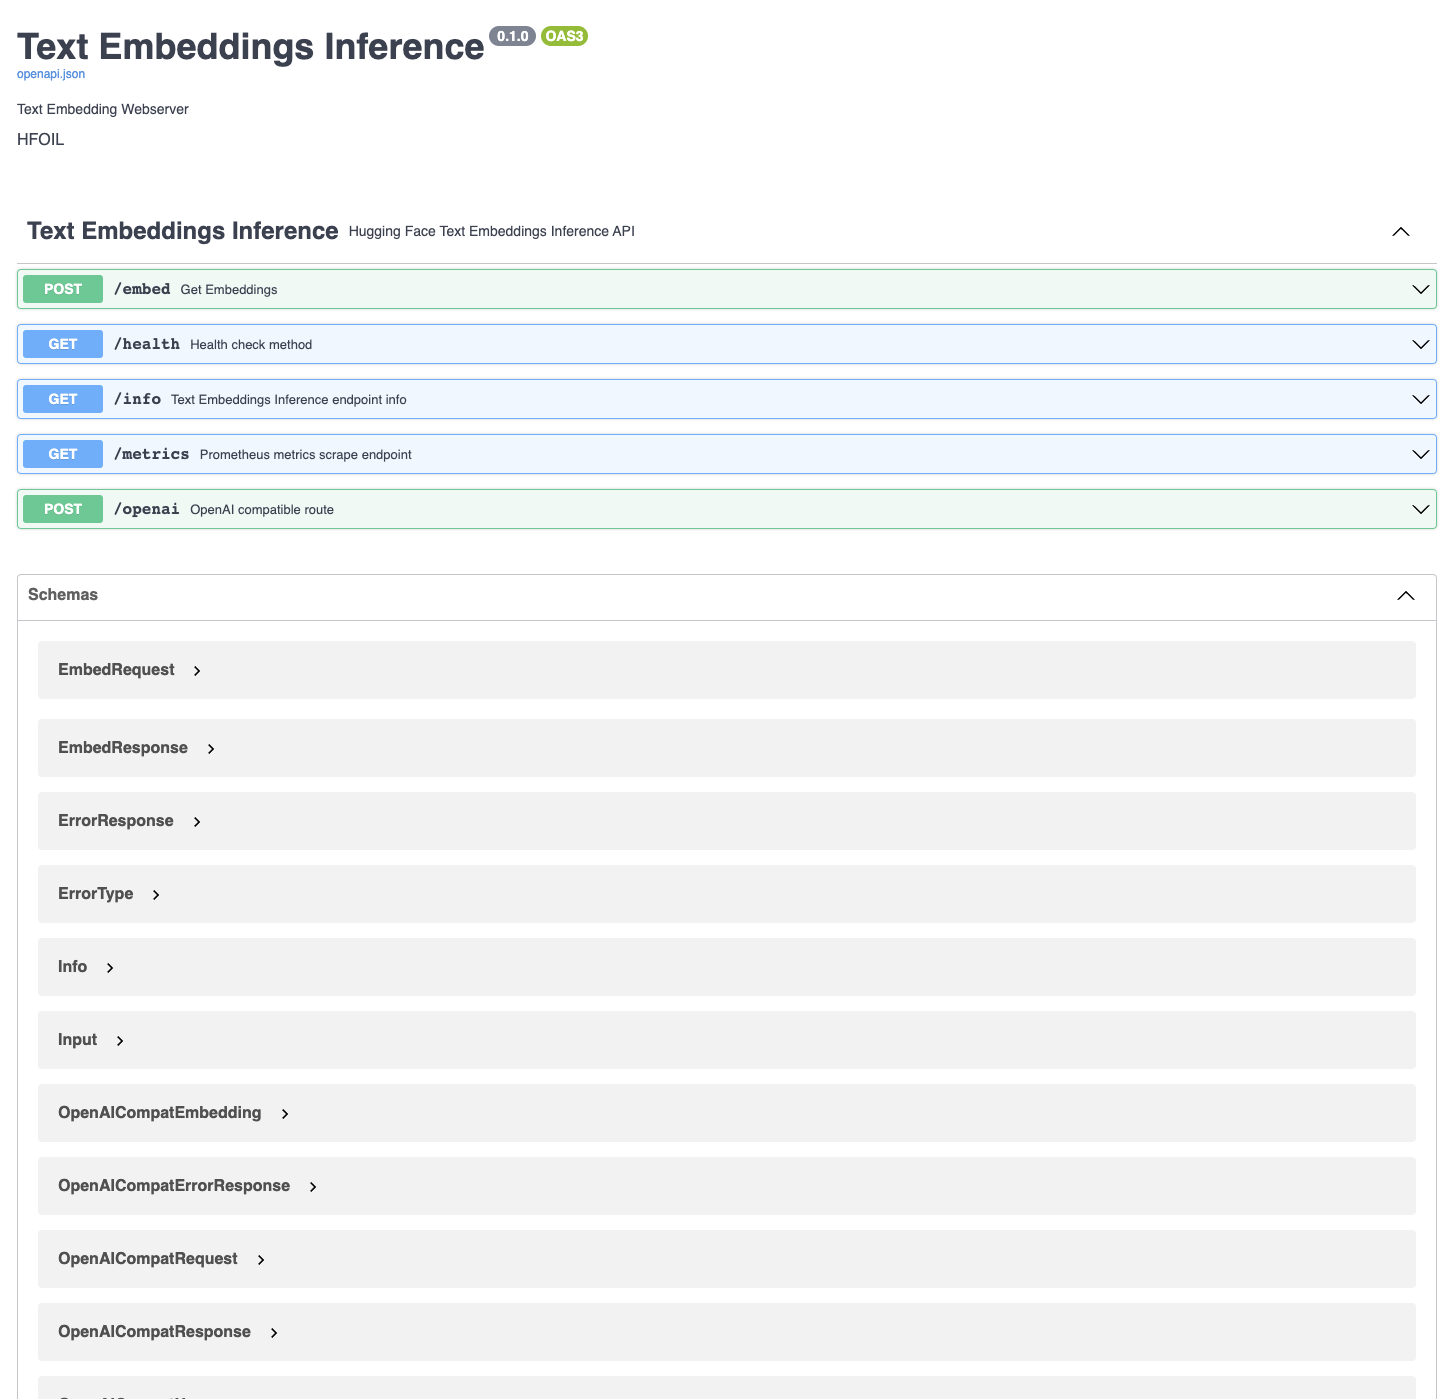 Text Embeddings Inference 0.1.0 OAS3
openapi.json
Text Embedding Webserver
HFOIL
Text Embeddings Inference Hugging Face Text Embeddings Inference API
POST /embed Get Embeddings
GET /health Health check method
GET /info Text Embeddings Inference endpoint info
GET /metrics Prometheus metrics scrape endpoint
POST /openai OpenAI compatible route
Schemas
EmbedRequest
EmbedResponse
ErrorResponse
ErrorType
Info
Input
OpenAICompatEmbedding
OpenAICompatErrorResponse
OpenAICompatRequest
OpenAICompatResponse